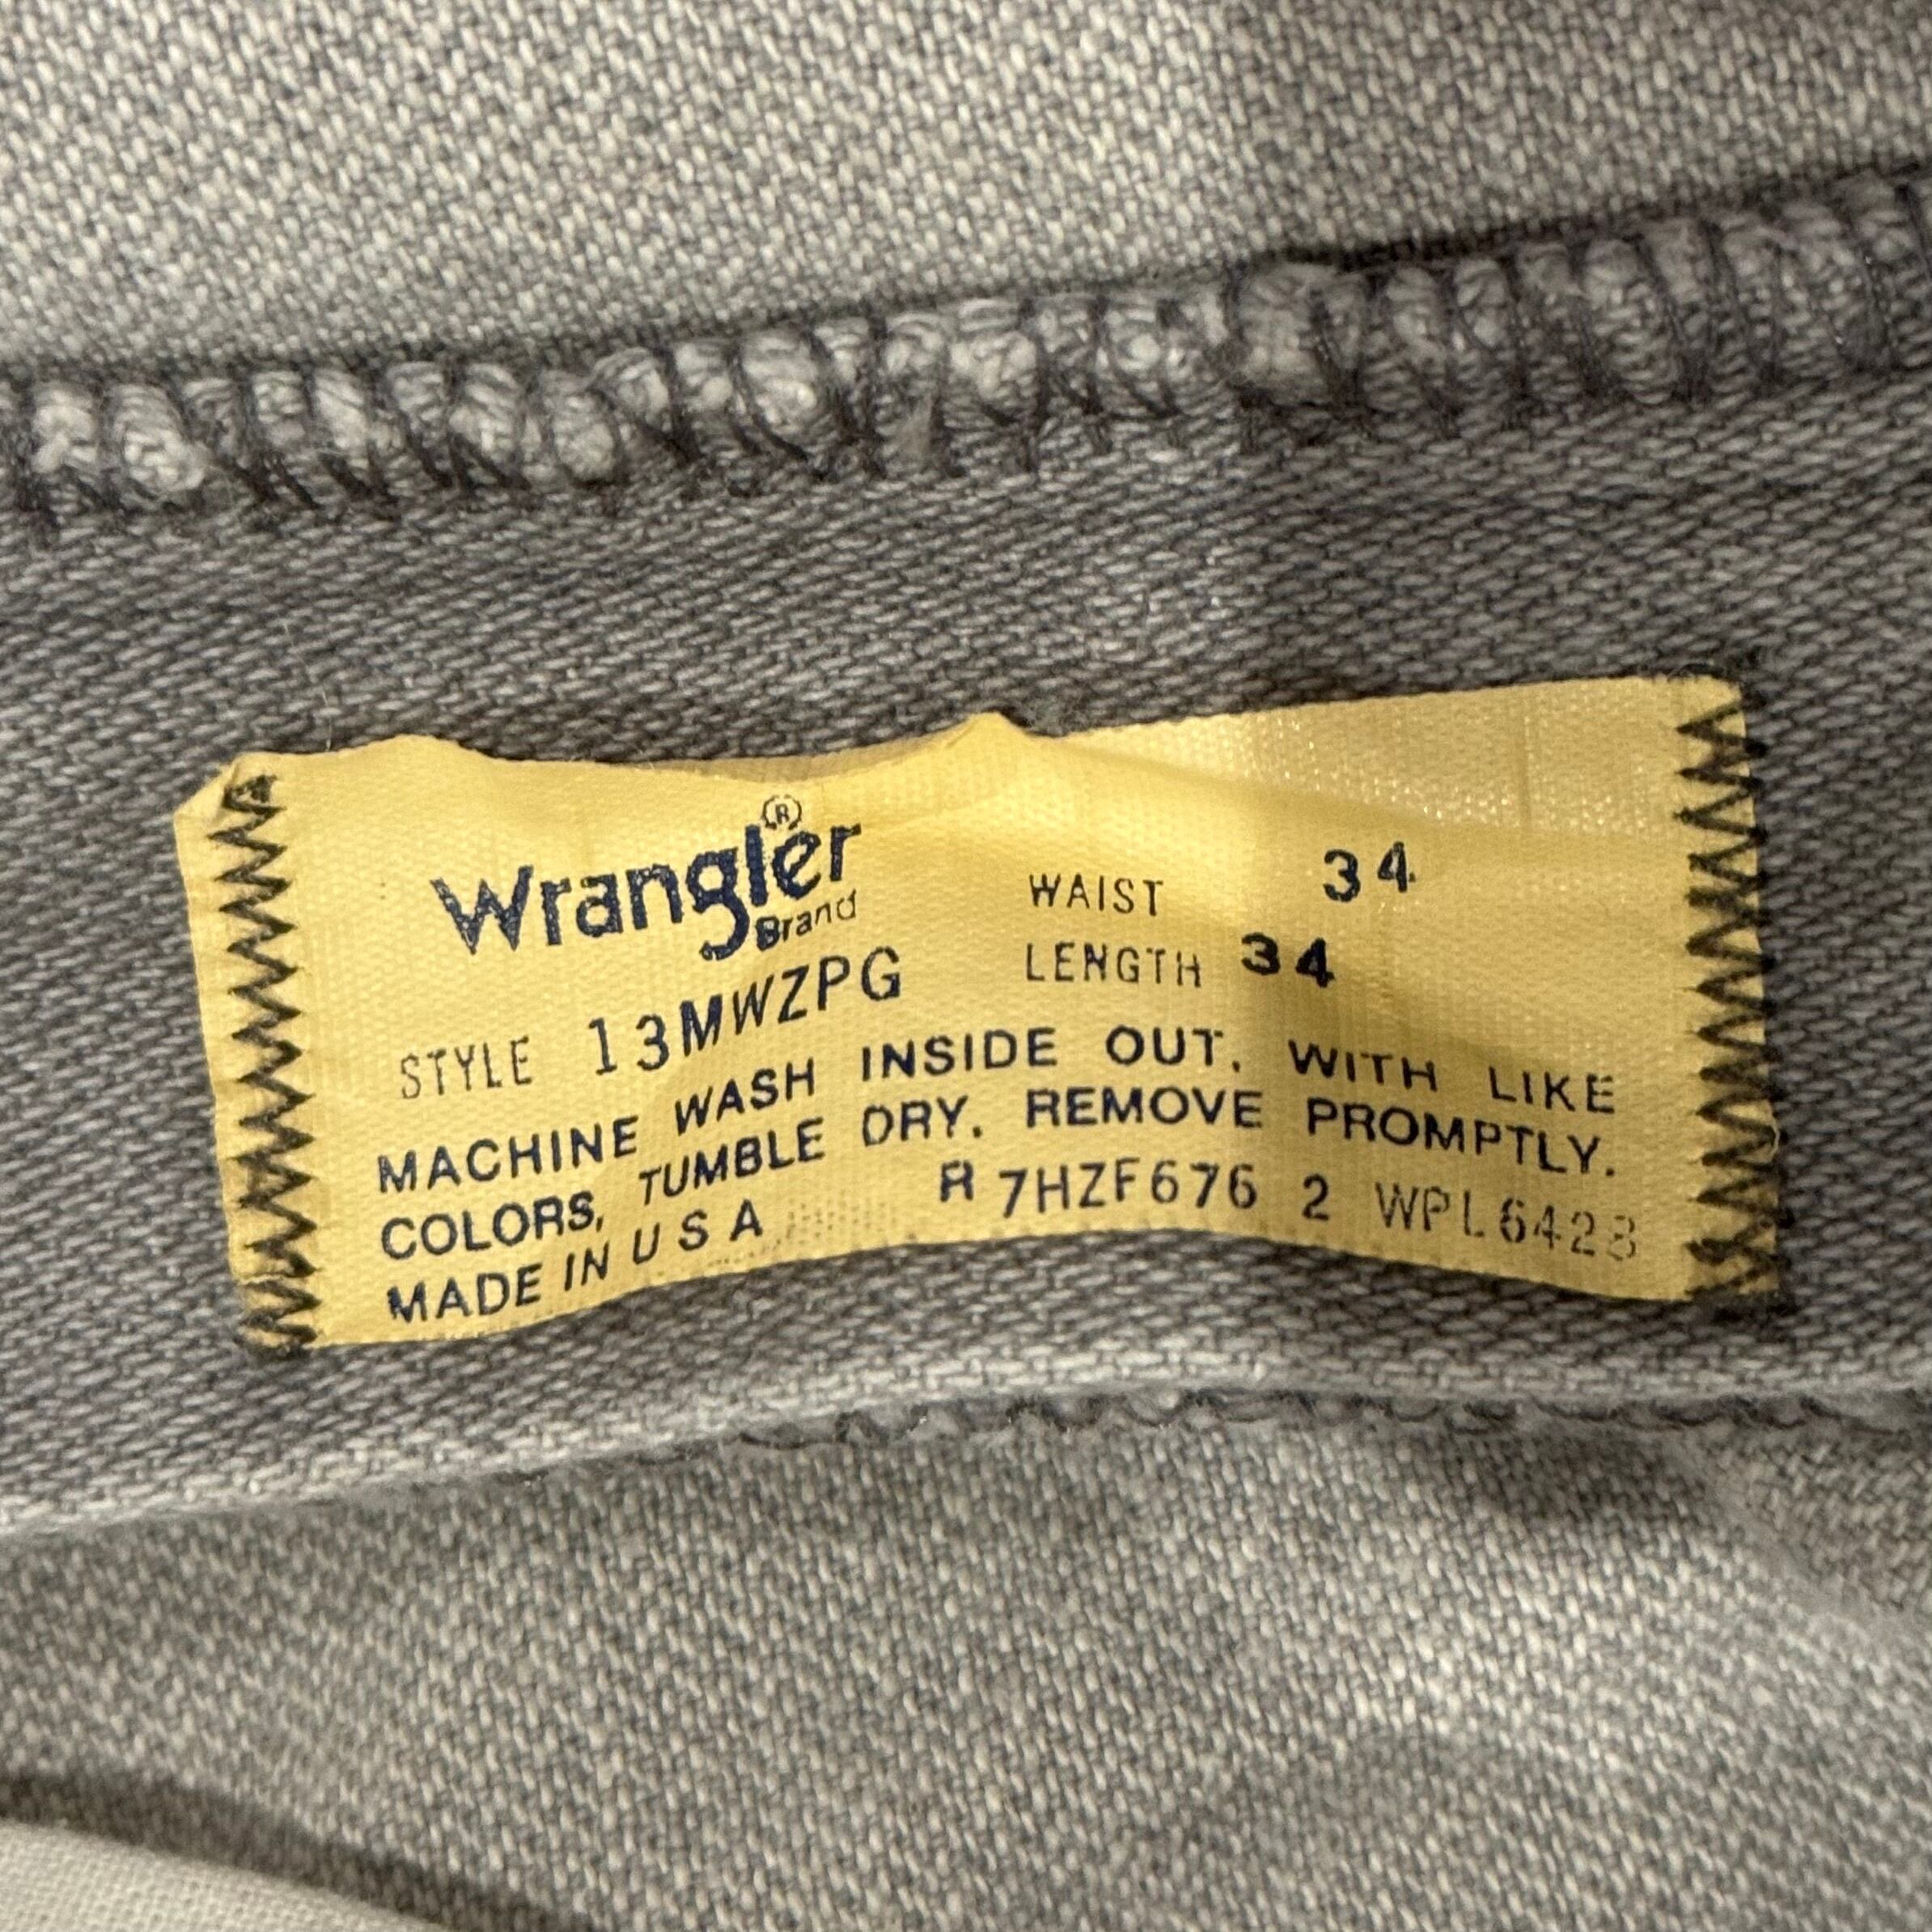 Wrangler®
Brand
WAIST 34
LENGTH 34
STYLE 13MWZPG
MACHINE WASH INSIDE OUT. WITH LIKE
COLORS, TUMBLE DRY. REMOVE PROMPTLY.
MADE IN U S A R 7HZF676 2 WPL6423